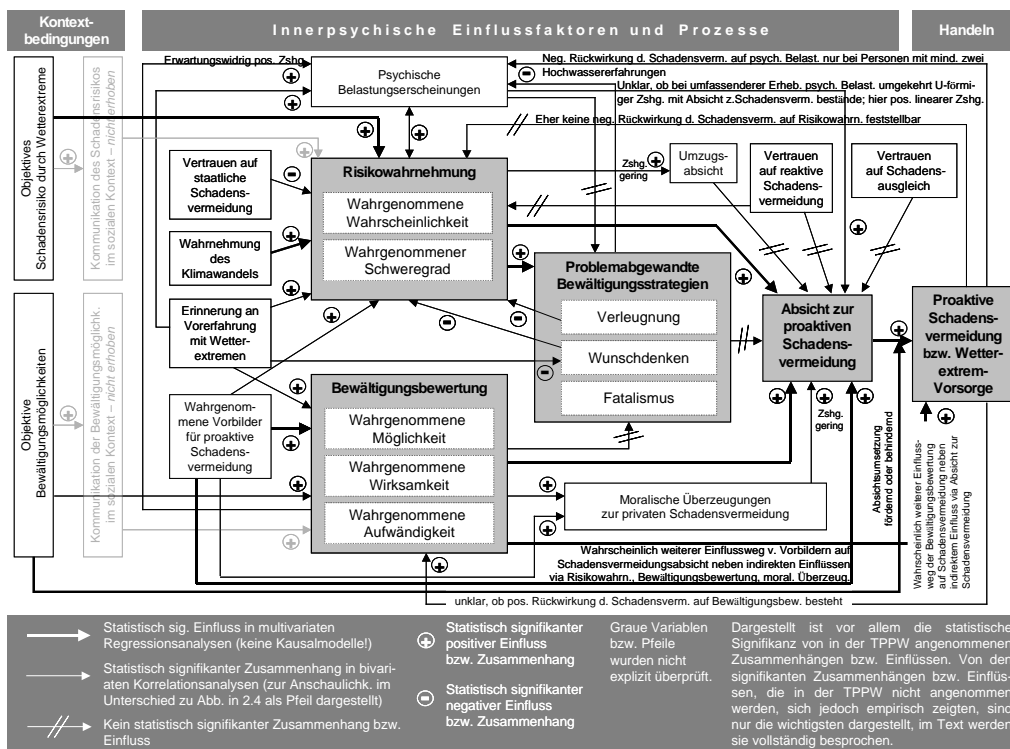 Kontext-
bedingungen
Innerpsychische Einflussfaktoren und Prozesse
Handeln
Objektives
Schadensrisiko durch Wetterextreme
Kommunikation des Schadensrisikos
im sozialen Kontext – nicht erhoben
Objektive
Bewältigungsmöglichkeiten
Kommunikation der Bewältigungsmöglichk.
im sozialen Kontext – nicht erhoben
Erwartungswidrig pos. Zshg.
Psychische
Belastungserscheinungen
Neg. Rückwirkung d. Schadensverm. auf psych. Belast. nur bei Personen mit mind. zwei
Hochwassererfahrungen
Unklar, ob bei umfassenderer Erheb. psych. Belast. umgekehrt U-förmi-
ger Zshg. mit Absicht z.Schadensverm. bestände; hier pos. linearer Zshg.
Eher keine neg. Rückwirkung d. Schadensverm. auf Risikowahrn. feststellbar
Vertrauen auf
staatliche
Schadens-
vermeidung
Wahrnehmung
des
Klimawandels
Erinnerung an
Vorerfahrung
mit Wetter-
extremen
Wahrgenom-
mene Vorbilder
für proaktive
Schadens-
vermeidung
Risikowahrnehmung
Wahrgenommene
Wahrscheinlichkeit
Wahrgenommener
Schweregrad
Zshg.
gering
Umzugs-
absicht
Vertrauen
auf reaktive
Schadens-
vermeidung
Vertrauen
auf Schadens-
ausgleich
Problemabgewandte
Bewältigungsstrategien
Verleugnung
Wunschdenken
Fatalismus
Absicht zur
proaktiven
Schadens-
vermeidung
Proaktive
Schadens-
vermeidung
bzw. Wetter-
extrem-
Vorsorge
Bewältigungsbewertung
Wahrgenommene
Möglichkeit
Wahrgenommene
Wirksamkeit
Wahrgenommene
Aufwändigkeit
Moralische Überzeugungen
zur privaten Schadensvermeidung
Zshg.
gering
Absichtsumsetzung
fördernd oder behindernd
Wahrscheinlich weiterer Einfluss-
weg der Bewältigungsbewertung
auf Schadensvermeidung neben
indirektem Einfluss via Absicht zur
Schadensvermeidung
Wahrscheinlich weiterer Einflussweg v. Vorbildern auf
Schadensvermeidungsabsicht neben indirekten Einflüssen
via Risikowahrn., Bewältigungsbewertung, moral. Überzeug.
unklar, ob pos. Rückwirkung d. Schadensverm. auf Bewältigungsbew. besteht
Statistisch sig. Einfluss in multivariaten
Regressionsanalysen (keine Kausalmodelle!)
Statistisch signifikanter Zusammenhang in bivari-
aten Korrelationsanalysen (zur Anschaulichk. im
Unterschied zu Abb. in 2.4 als Pfeil dargestellt)
Kein statistisch signifikanter Zusammenhang bzw.
Einfluss
Statistisch signifikanter
positiver Einfluss
bzw. Zusammenhang
Statistisch signifikanter
negativer Einfluss
bzw. Zusammenhang
Graue Variablen
bzw. Pfeile
wurden nicht
explizit überprüft.
Dargestellt ist vor allem die statistische
Signifikanz von in der TPPW angenommenen
Zusammenhängen bzw. Einflüssen. Von den
signifikanten Zusammenhängen bzw. Einflüs-
sen, die in der TPPW nicht angenommen
werden, sich jedoch empirisch zeigten, sind
nur die wichtigsten dargestellt, im Text werden
sie vollständig besprochen.